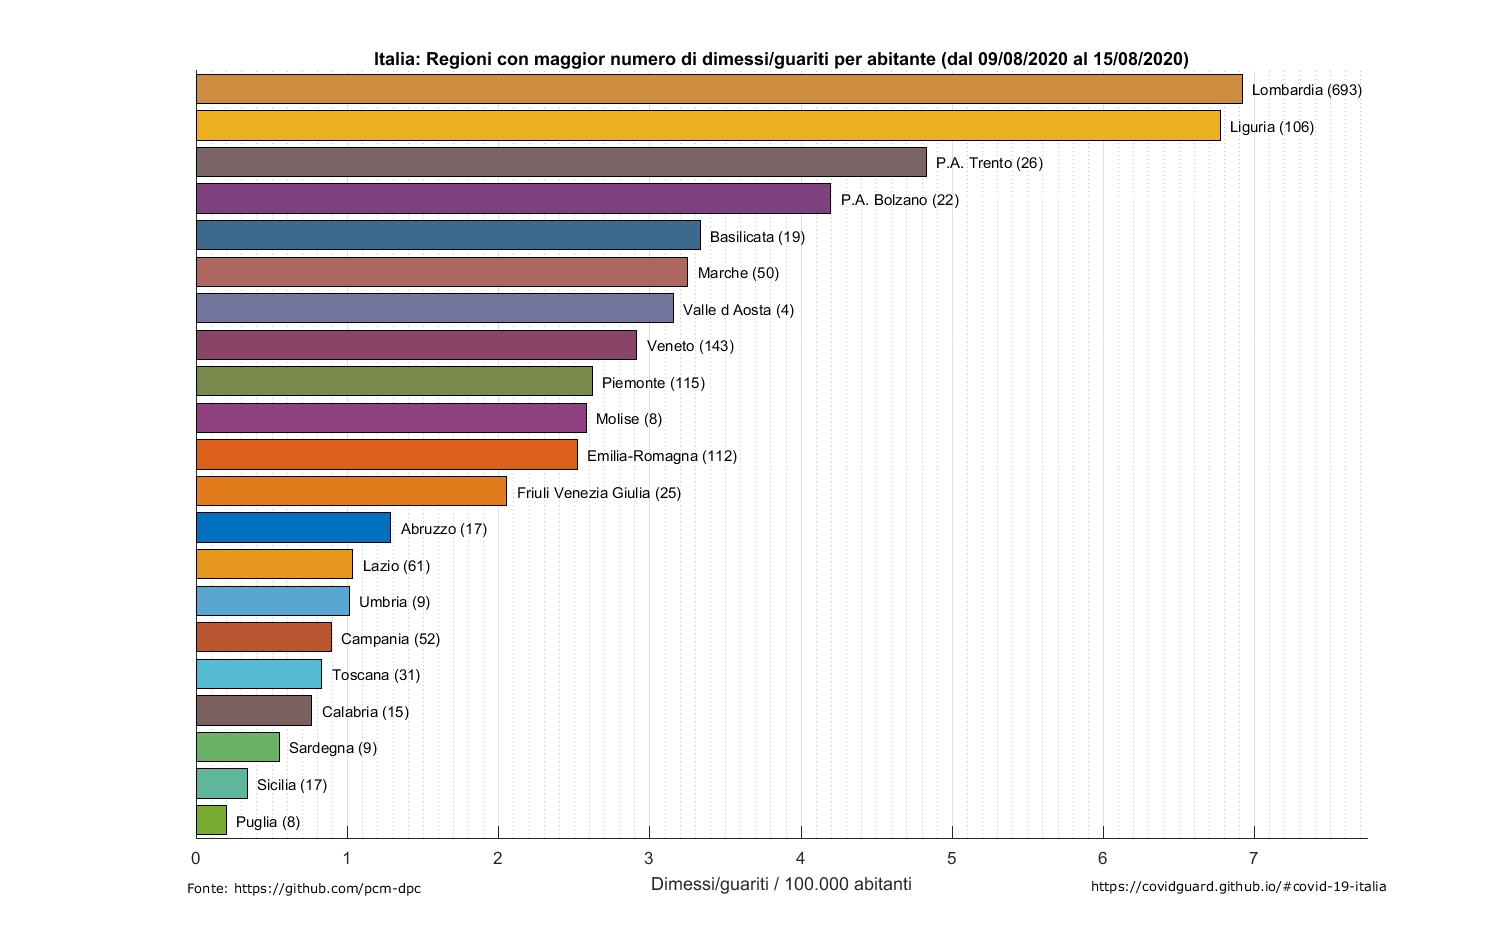 Italia: Regioni con maggior numero di dimessi/guariti per abitante (dal 09/08/2020 al 15/08/2020)
Lombardia (693)
Liguria (106)
P.A. Trento (26)
P.A. Bolzano (22)
Basilicata (19)
Marche (50)
Valle d Aosta (4)
Veneto (143)
Piemonte (115)
Molise (8)
Emilia-Romagna (112)
Friuli Venezia Giulia (25)
Abruzzo (17)
Lazio (61)
Umbria (9)
Campania (52)
Toscana (31)
Calabria (15)
Sardegna (9)
Sicilia (17)
Puglia (8)
0 1 2 3 4 5 6 7
Dimessi/guariti / 100.000 abitanti
Fonte: https://github.com/pcm-dpc
https://covidguard.github.io/#covid-19-italia